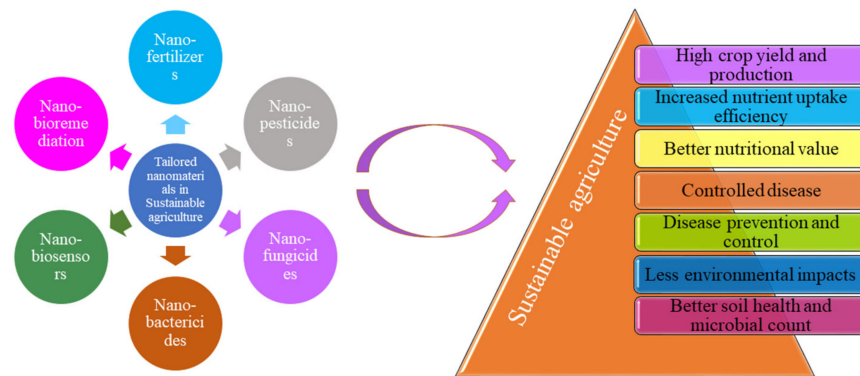 Nano-
fertilizer
s
Nano-
pesticide
s
Nano-
fungicid
es
Nano-
bacterici
des
Nano-
biosenso
rs
Nano-
bioreme
diation
Tailored
nanomateri
als in
Sustainable
agriculture
Sustainable agriculture
High crop yield and
production
Increased nutrient uptake
efficiency
Better nutritional value
Controlled disease
Disease prevention and
control
Less environmental impacts
Better soil health and
microbial count